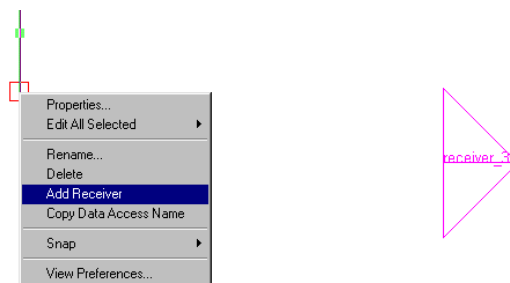 Properties...
Edit All Selected
Rename...
Delete
Add Receiver
Copy Data Access Name
Snap
View Preferences...
receiver_3